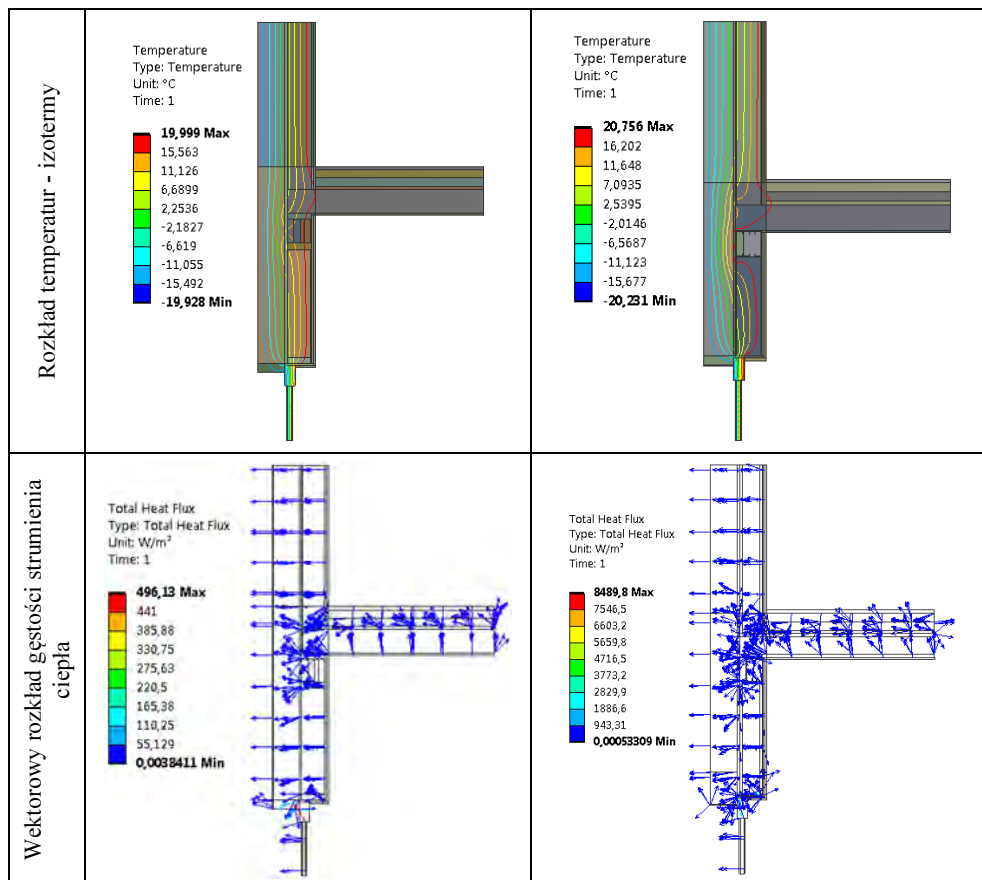 Rozkład temperatur - izotermy
Temperature
Type: Temperature
Unit: °C
Time: 1
19,999 Max
15,563
11,126
6,6899
2,2536
-2,1827
-6,619
-11,055
-15,492
-19,928 Min
Temperature
Type: Temperature
Unit: °C
Time: 1
20,756 Max
16,202
11,648
7,0935
2,5395
-2,0146
-6,5687
-11,123
-15,677
-20,231 Min
Wektorowy rozkład gęstości strumienia
ciepła
Total Heat Flux
Type: Total Heat Flux
Unit: W/m²
Time: 1
496,13 Max
441
385,88
330,75
275,63
220,5
165,38
110,25
55,129
0,0038411 Min
Total Heat Flux
Type: Total Heat Flux
Unit: W/m²
Time: 1
8489,8 Max
7546,5
6603,2
5659,8
4716,5
3773,2
2829,9
1886,6
943,31
0,00053309 Min